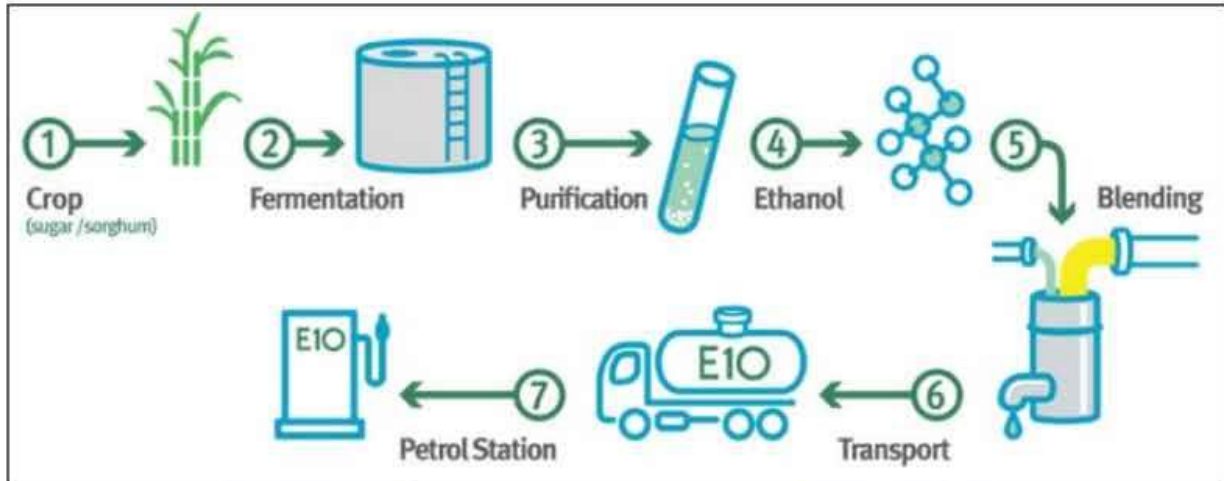 1
Crop
(sugar/sorghum)
2
Fermentation
3
Purification
4
Ethanol
5
Blending
6
Transport
E10
7
Petrol Station
E10